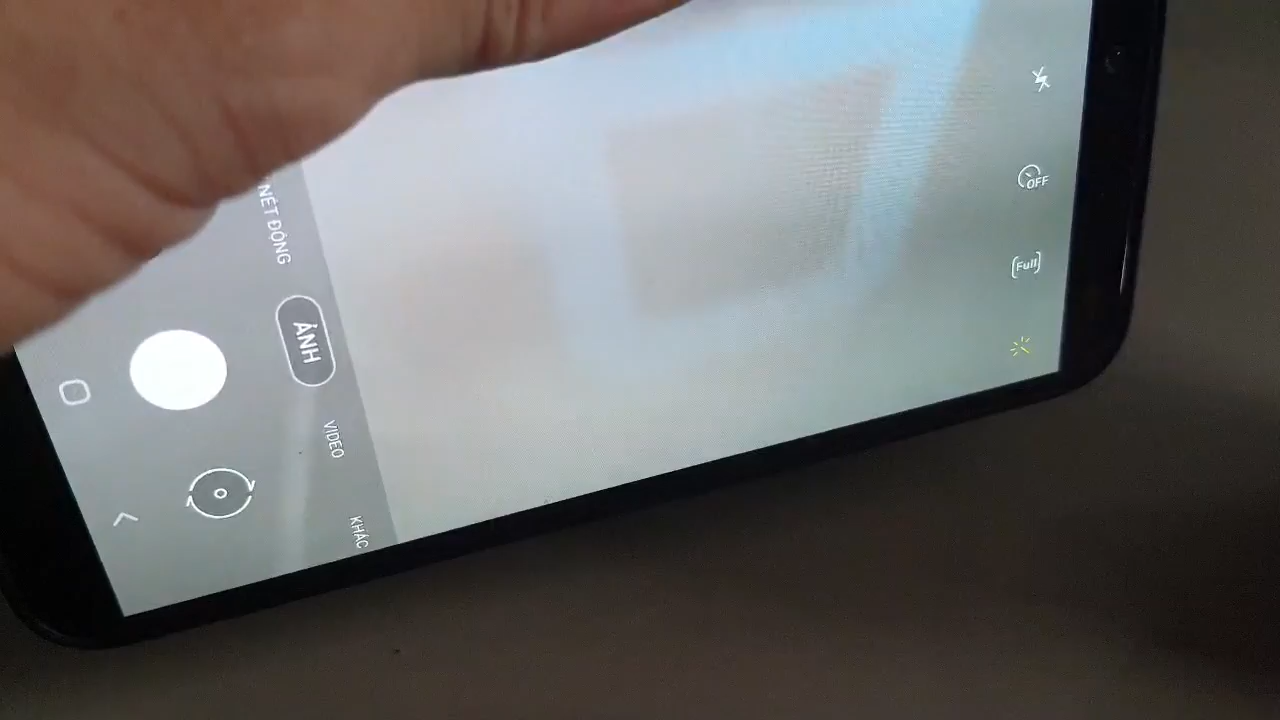 NÉT ĐỘNG
ẢNH
VIDEO
KHÁC
OFF
Full